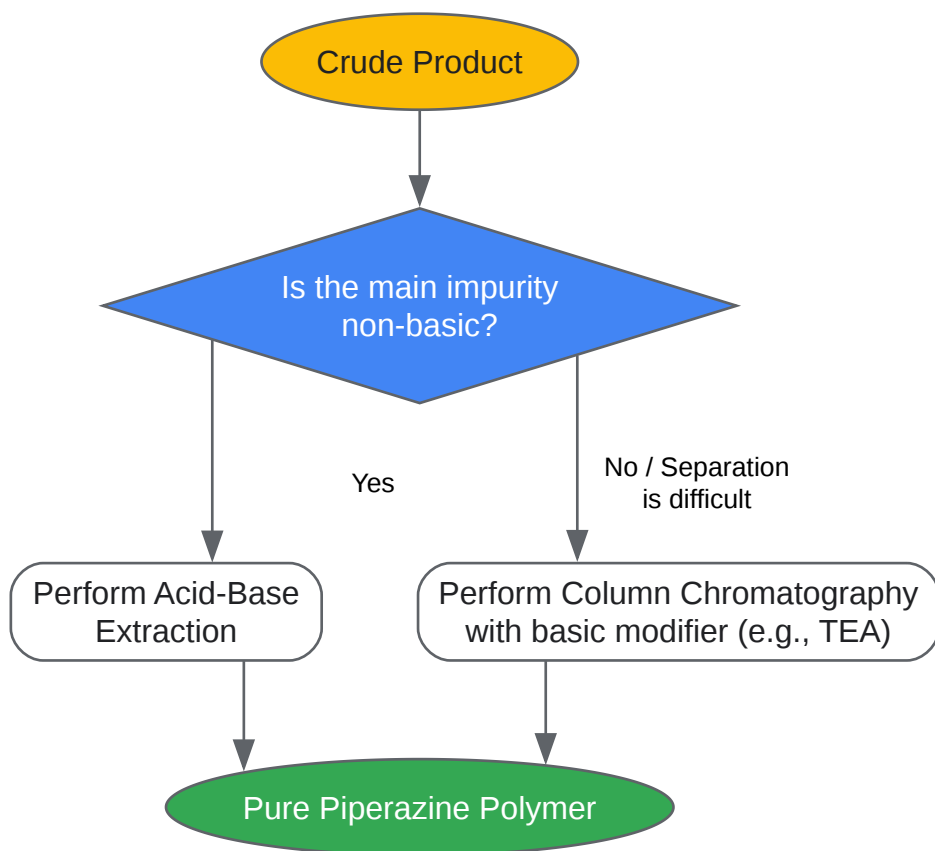 Crude Product
Is the main impurity
non-basic?
Yes
No / Separation
is difficult
Perform Acid-Base
Extraction
Perform Column Chromatography
with basic modifier (e.g., TEA)
Pure Piperazine Polymer